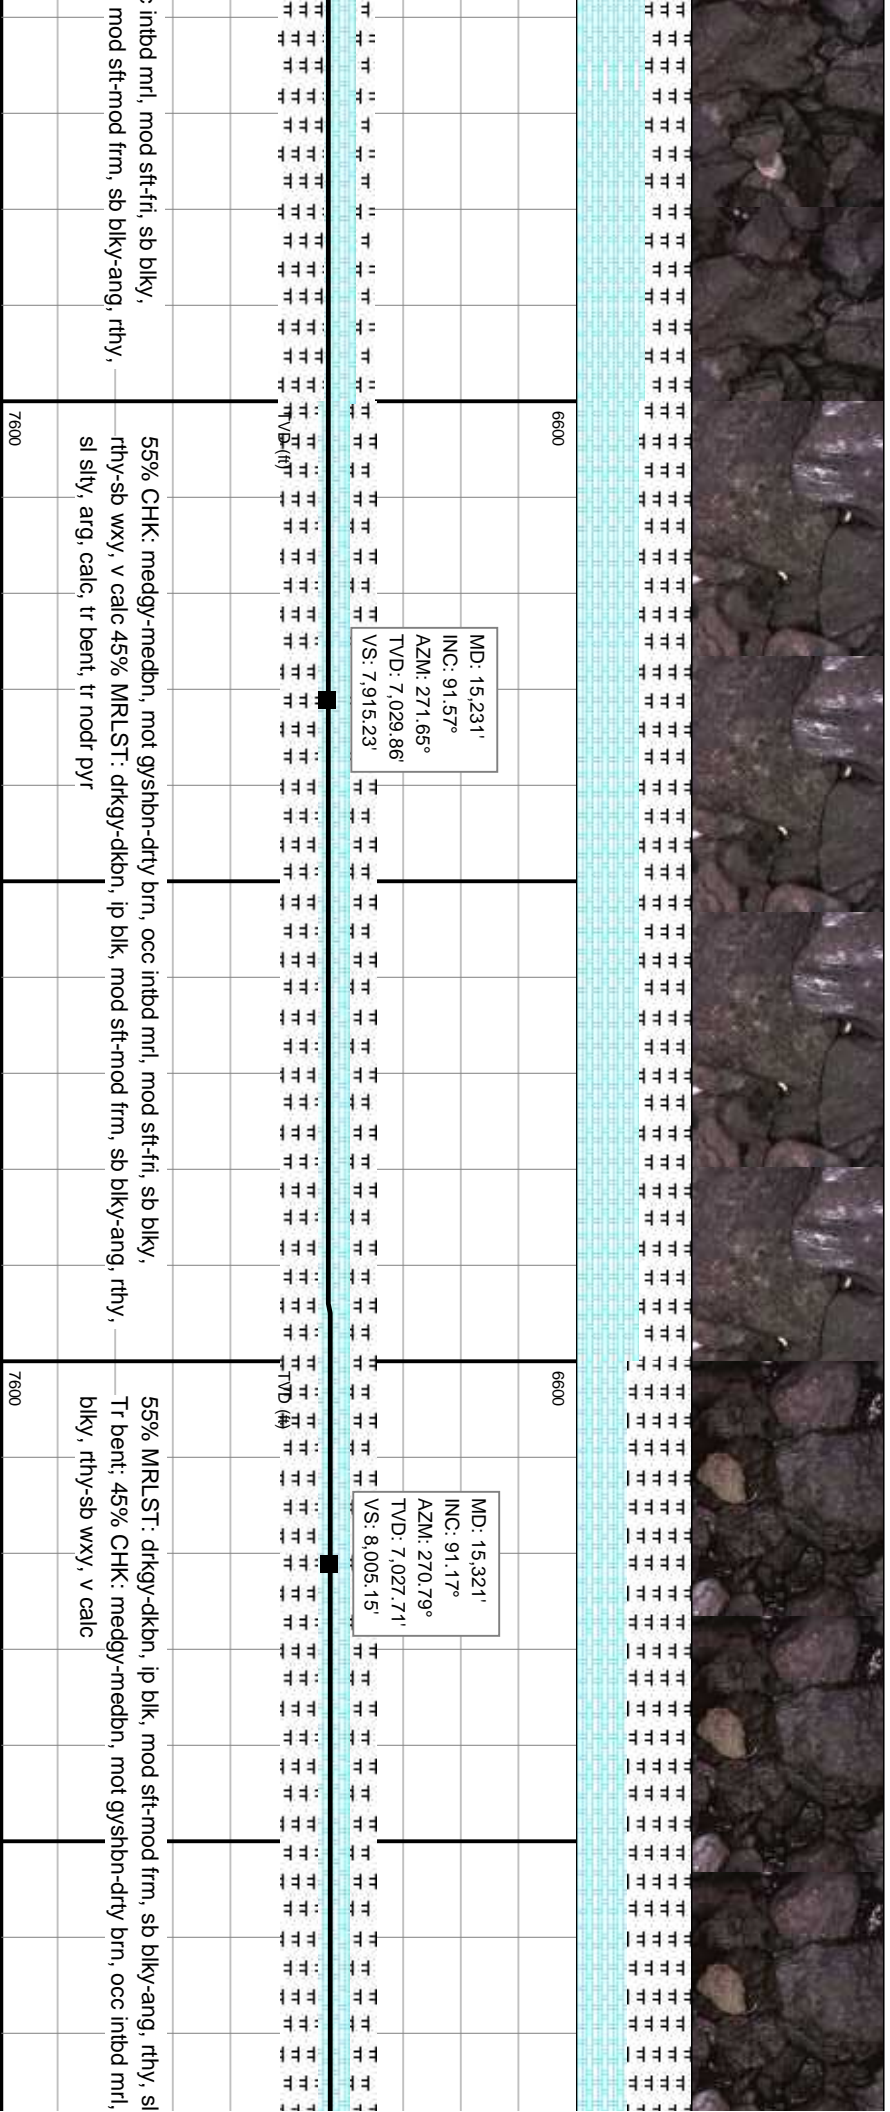 c intbd mrl, mod sft-fri, sb blky,
mod sft-mod frm, sb blky-ang, rthy,
6600
TVD (ft)
7600
55% CHK: medgy-medbn, mot gyshbn-drty brn, occ intbd mrl, mod sft-fri, sb blky,
rthy-sb wxy, v calc 45% MRLST: drkgy-dkbn, ip blk, mod sft-mod frm, sb blky-ang, rthy,
sl slty, arg, calc, tr bent, tr nodr pyr
MD: 15,231'
INC: 91.57°
AZM: 271.65°
TVD: 7,029.86'
VS: 7,915.23'
6600
TVD (ft)
7600
55% MRLST: drkgy-dkbn, ip blk, mod sft-mod frm, sb blky-ang, rthy, sl
Tr bent; 45% CHK: medgy-medbn, mot gyshbn-drty brn, occ intbd mrl,
blky, rthy-sb wxy, v calc
MD: 15,321'
INC: 91.17°
AZM: 270.79°
TVD: 7,027.71'
VS: 8,005.15'